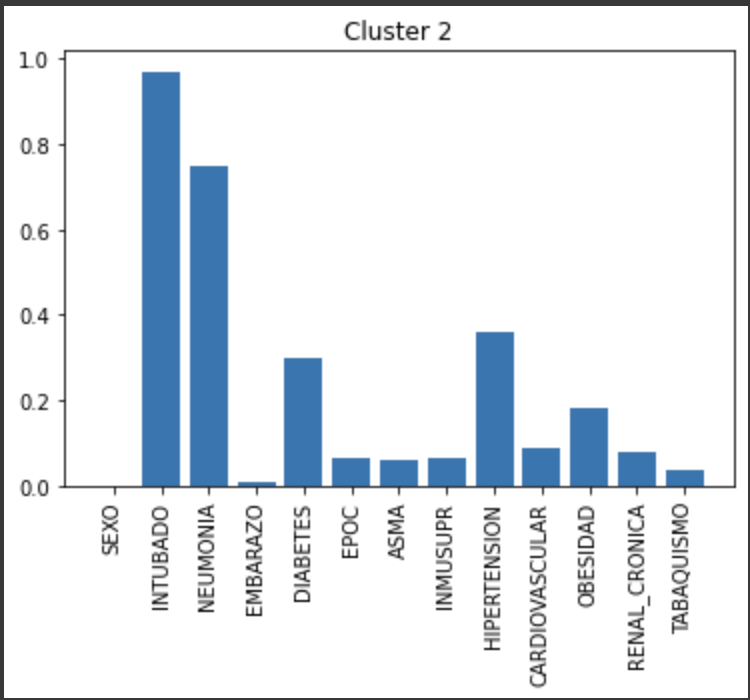 Cluster 2
1.0
0.8
0.6
0.4
0.2
0.0
SEXO
INTUBADO
NEUMONIA
EMBARAZO
DIABETES
EPOC
ASMA
INMUSUPR
HIPERTENSION
CARDIOVASCULAR
OBESIDAD
RENAL_CRONICA
TABAQUISMO